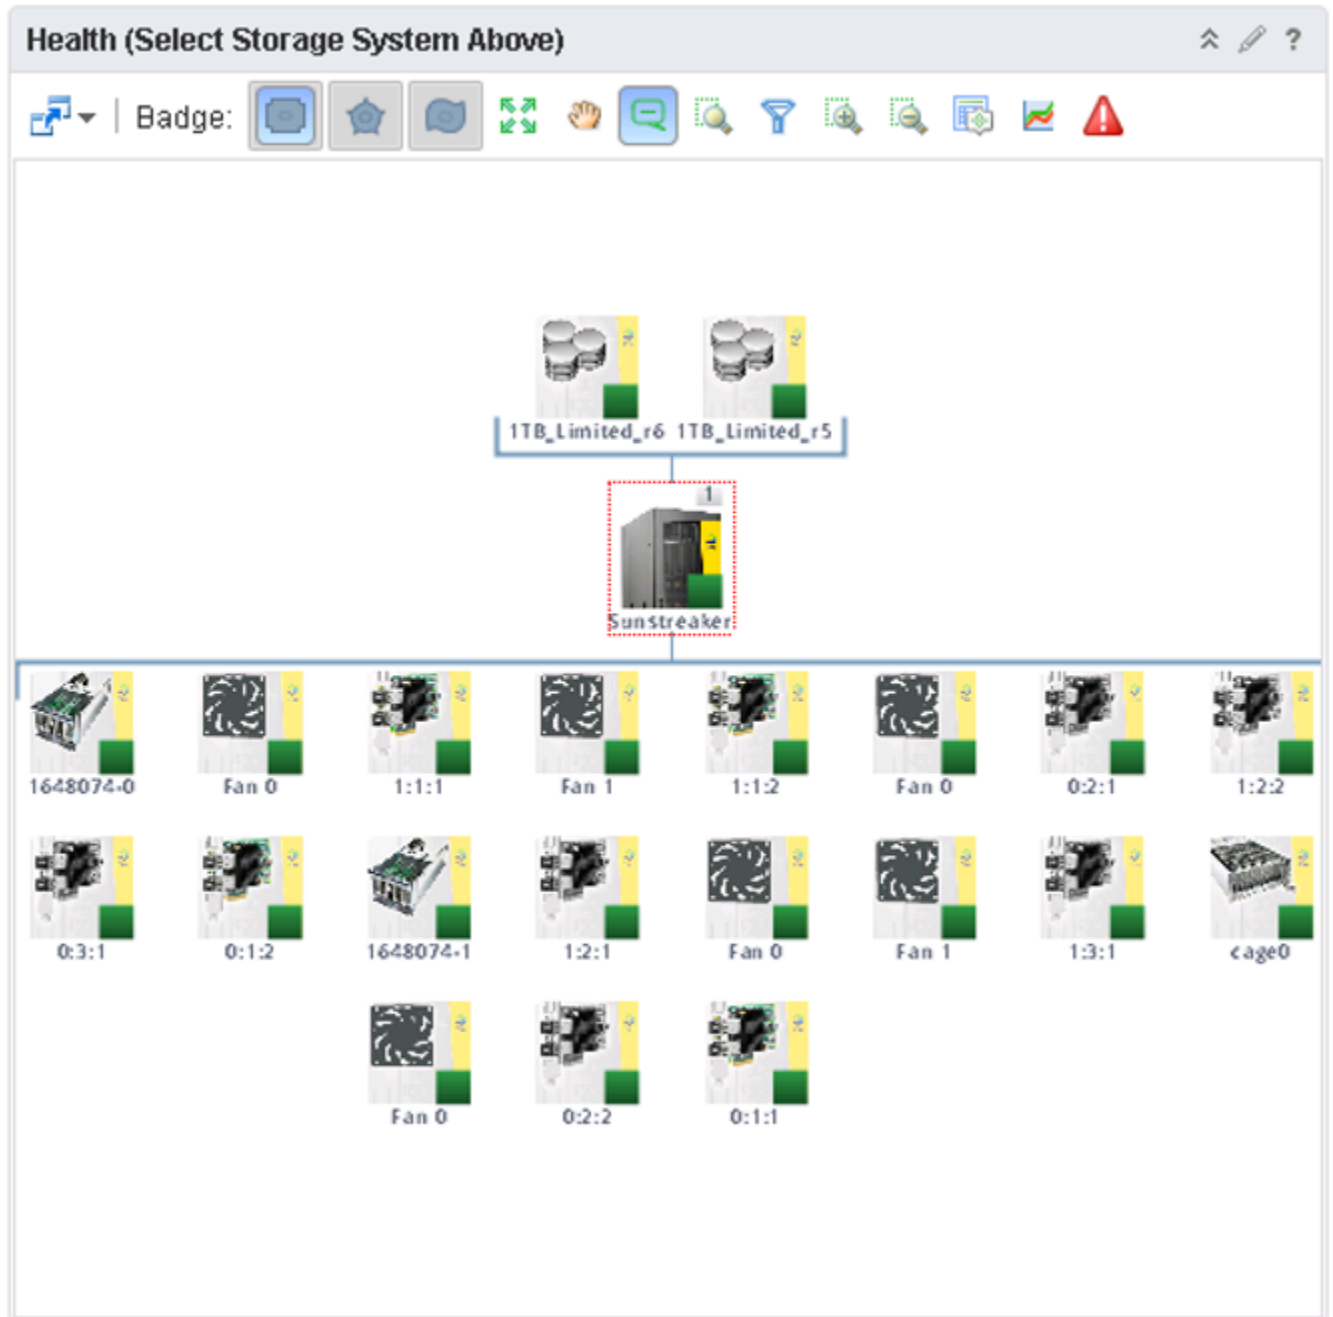 Health (Select Storage System Above) ?
Badge:
1TB_Limited_r6 1TB_Limited_r5
1
Sunstreaker
1648074-0 Fan 0 1:1:1 Fan 1 1:1:2 Fan 0 0:2:1 1:2:2
0:3:1 0:1:2 1648074-1 1:2:1 Fan 0 Fan 1 1:3:1 cage0
Fan 0 0:2:2 0:1:1